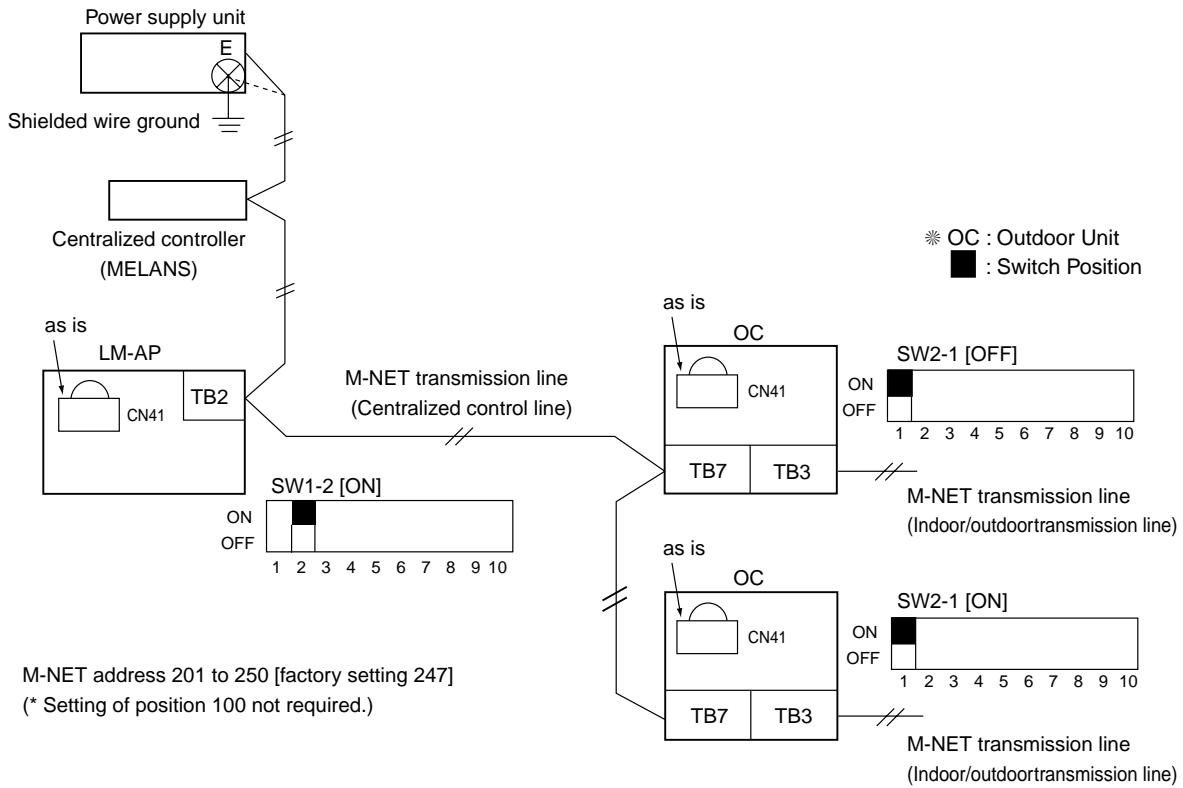 Power supply unit
E
Shielded wire ground
Centralized controller
(MELANS)
※ OC : Outdoor Unit
: Switch Position
as is
LM-AP
TB2
CN41
M-NET transmission line
(Centralized control line)
SW1-2 [ON]
ON
OFF
1 2 3 4 5 6 7 8 9 10
as is
OC
CN41
TB7
TB3
SW2-1 [OFF]
ON
OFF
1 2 3 4 5 6 7 8 9 10
M-NET transmission line
(Indoor/outdoortransmission line)
as is
OC
CN41
TB7
TB3
SW2-1 [ON]
ON
OFF
1 2 3 4 5 6 7 8 9 10
M-NET transmission line
(Indoor/outdoortransmission line)
M-NET address 201 to 250 [factory setting 247]
(* Setting of position 100 not required.)